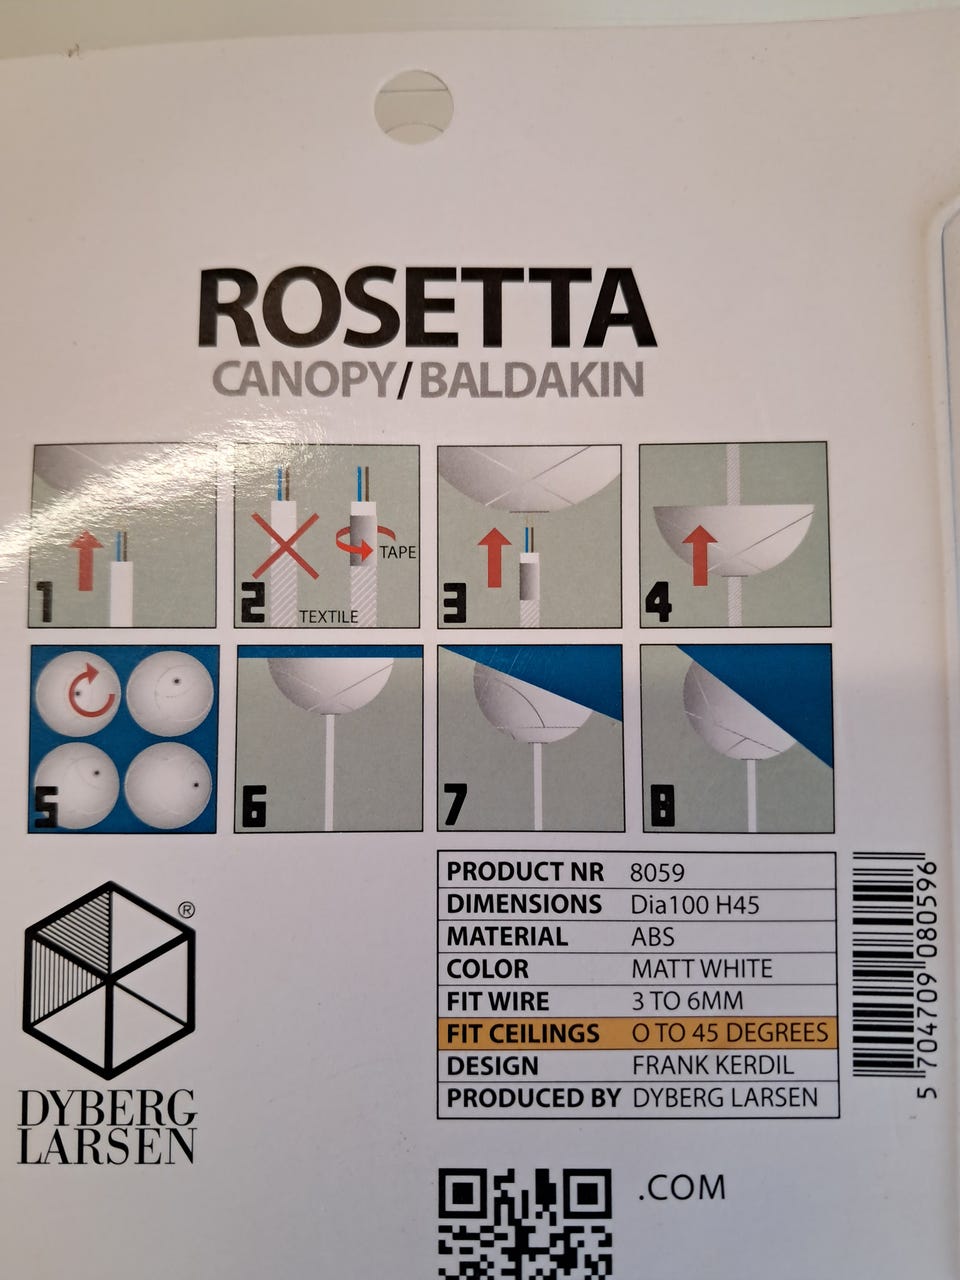 ROSETTA
CANOPY/BALDAKIN
1
2
TAPE
TEXTILE
3
4
5
6
7
8
PRODUCT NR 8059
DIMENSIONS Dia100 H45
MATERIAL ABS
COLOR MATT WHITE
FIT WIRE 3 TO 6MM
FIT CEILINGS O TO 45 DEGREES
DESIGN FRANK KERDIL
PRODUCED BY DYBERG LARSEN
5 704709 080596
®
DYBERG
LARSEN
.COM